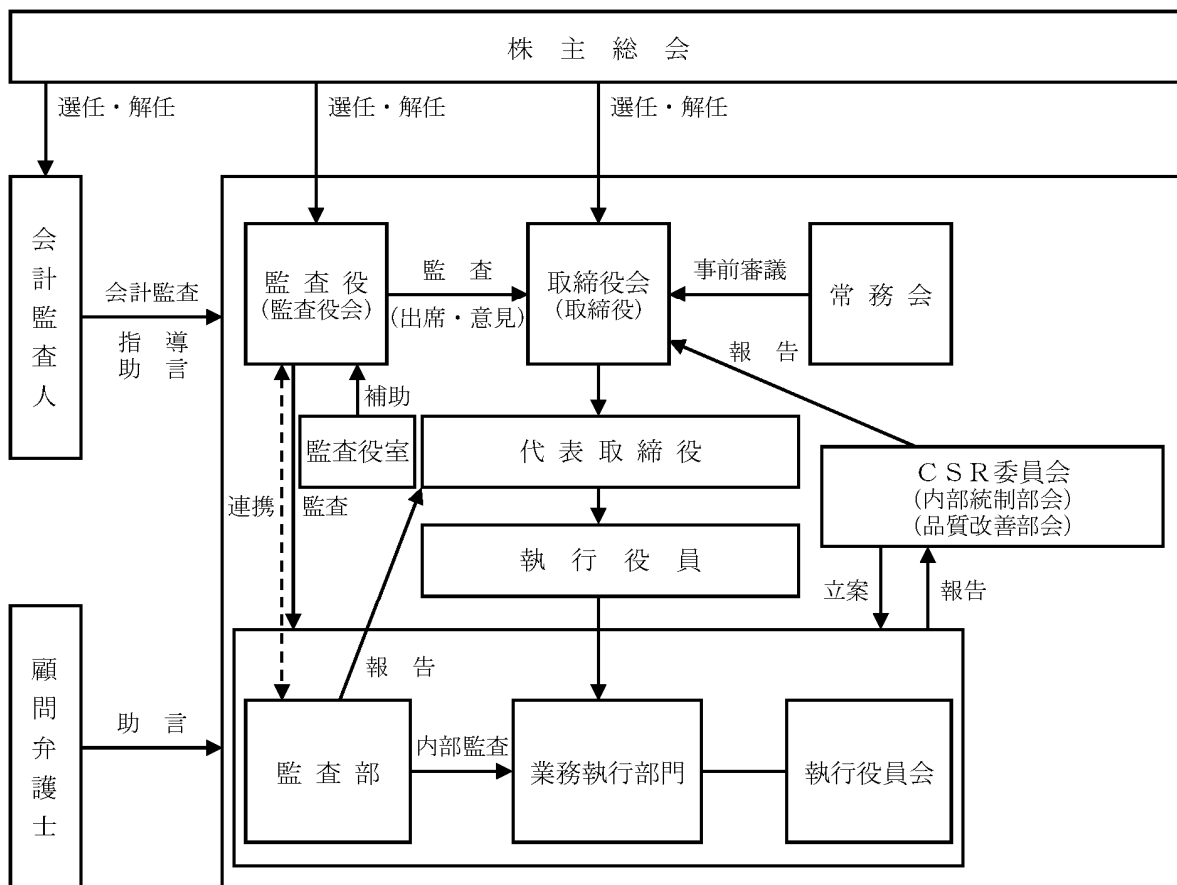 株主総会
選任・解任
選任・解任
選任・解任
会計監査人
会計監査
指導
助言
監査役
(監査役会)
監査
(出席・意見)
取締役会
(取締役)
事前審議
常務会
報告
補助
監査役室
代表取締役
CSR委員会
(内部統制部会)
(品質改善部会)
連携
監査
執行役員
立案
報告
顧問弁護士
助言
報告
監査部
内部監査
業務執行部門
執行役員会